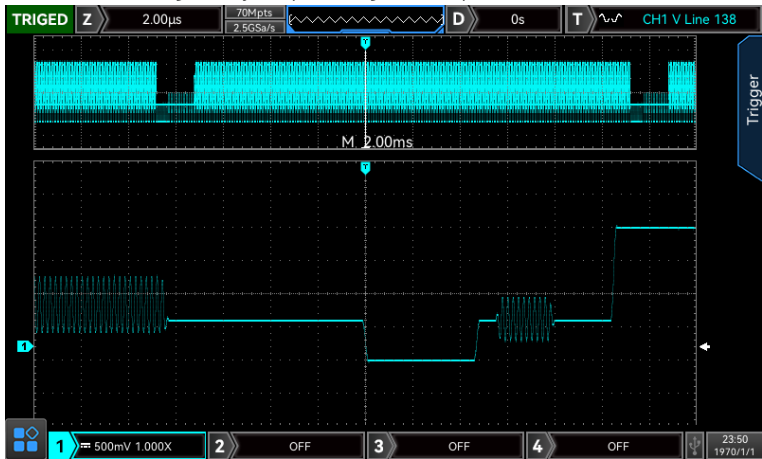 TRIGED
Z 2.00μs
70Mpts
2.5GSa/s
D 0s
T CH1 V Line 138
T
Trigger
M 2.00ms
T
1
1 500mV 1.000X
2 OFF
3 OFF
4 OFF
23:50
1970/1/1